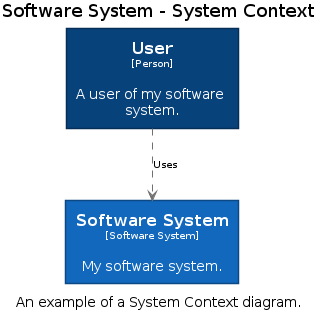 Software System - System Context
User
[Person]
A user of my software
system.
Uses
Software System
[Software System]
My software system.
An example of a System Context diagram.